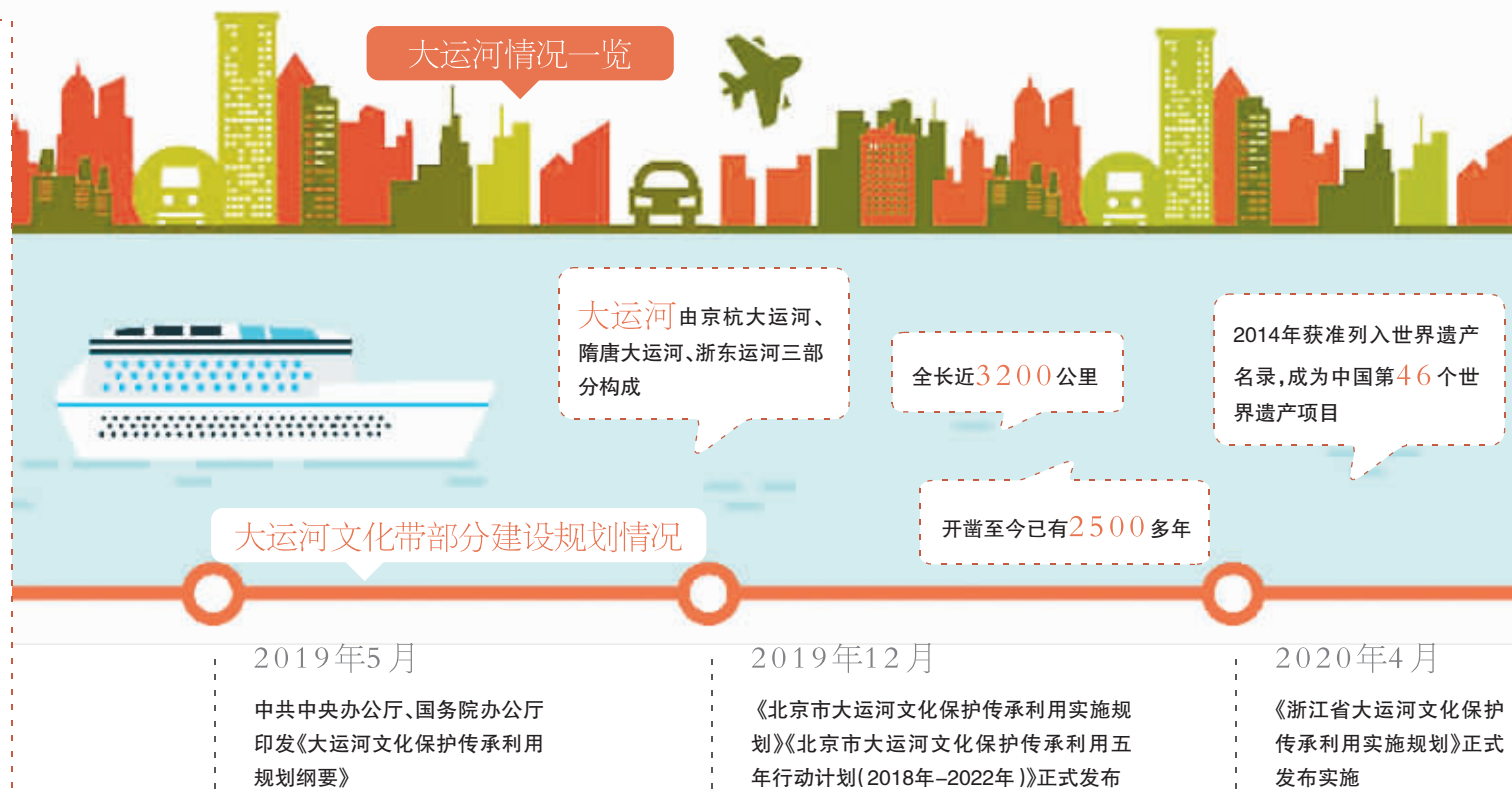 大运河情况一览
大运河由京杭大运河、
隋唐大运河、浙东运河三部
分构成
全长近3200公里
2014年获准列入世界遗产
名录,成为中国第46个世
界遗产项目
开凿至今已有2500多年
大运河文化带部分建设规划情况
2019年5月
中共中央办公厅、国务院办公厅
印发《大运河文化保护传承利用
规划纲要》
2019年12月
《北京市大运河文化保护传承利用实施规
划》《北京市大运河文化保护传承利用五
年行动计划(2018年-2022年)》正式发布
2020年4月
《浙江省大运河文化保护
传承利用实施规划》正式
发布实施